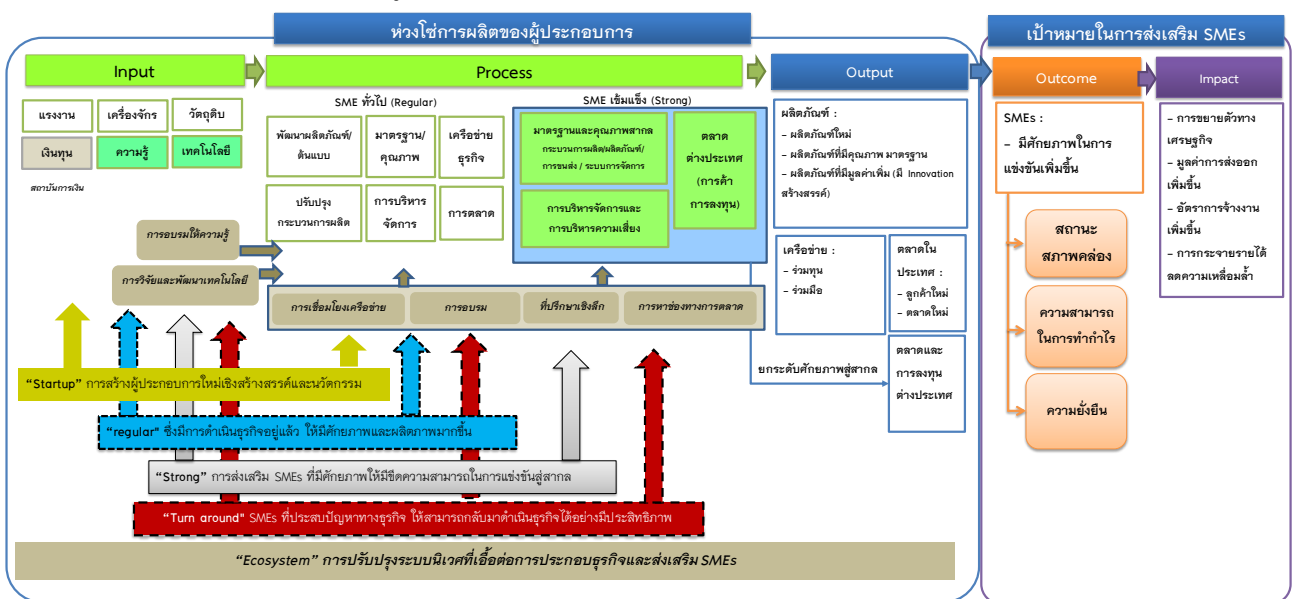 ห่วงโซ่การผลิตของผู้ประกอบการ
เป้าหมายในการส่งเสริม SMEs
Input
Process
Output
Outcome
Impact
แรงงาน
เครื่องจักร
วัตถุดิบ
เงินทุน
ความรู้
เทคโนโลยี
สถาบันการเงิน
SME ทั่วไป (Regular)
พัฒนาผลิตภัณฑ์/
ต้นแบบ
มาตรฐาน/
คุณภาพ
เครือข่าย
ธุรกิจ
ปรับปรุง
กระบวนการผลิต
การบริหาร
จัดการ
การตลาด
SME เข้มแข็ง (Strong)
มาตรฐานและคุณภาพสากล
กระบวนการผลิต/ผลิตภัณฑ์/
การขนส่ง / ระบบการจัดการ
ตลาด
ต่างประเทศ
(การค้า
การลงทุน)
การบริหารจัดการและ
การบริหารความเสี่ยง
การอบรมให้ความรู้
การวิจัยและพัฒนาเทคโนโลยี
การเชื่อมโยงเครือข่าย
การอบรม
ที่ปรึกษาเชิงลึก
การหาช่องทางการตลาด
ผลิตภัณฑ์ :
– ผลิตภัณฑ์ใหม่
– ผลิตภัณฑ์ที่มีคุณภาพ มาตรฐาน
– ผลิตภัณฑ์ที่มีมูลค่าเพิ่ม (มี Innovation
สร้างสรรค์)
เครือข่าย :
– ร่วมทุน
– ร่วมมือ
ตลาดใน
ประเทศ :
– ลูกค้าใหม่
– ตลาดใหม่
ยกระดับศักยภาพสู่สากล
ตลาดและ
การลงทุน
ต่างประเทศ
SMEs :
– มีศักยภาพในการ
แข่งขันเพิ่มขึ้น
สถานะ
สภาพคล่อง
ความสามารถ
ในการทำกำไร
ความยั่งยืน
– การขยายตัวทาง
เศรษฐกิจ
– มูลค่าการส่งออก
เพิ่มขึ้น
– อัตราการจ้างงาน
เพิ่มขึ้น
– การกระจายรายได้
ลดความเหลื่อมล้ำ
“Startup” การสร้างผู้ประกอบการใหม่เชิงสร้างสรรค์และนวัตกรรม
“regular" ซึ่งมีการดำเนินธุรกิจอยู่แล้ว ให้มีศักยภาพและผลิตภาพมากขึ้น
“Strong” การส่งเสริม SMEs ที่มีศักยภาพให้มีขีดความสามารถในการแข่งขันสู่สากล
“Turn around" SMEs ที่ประสบปัญหาทางธุรกิจ ให้สามารถกลับมาดำเนินธุรกิจได้อย่างมีประสิทธิภาพ
“Ecosystem” การปรับปรุงระบบนิเวศที่เอื้อต่อการประกอบธุรกิจและส่งเสริม SMEs